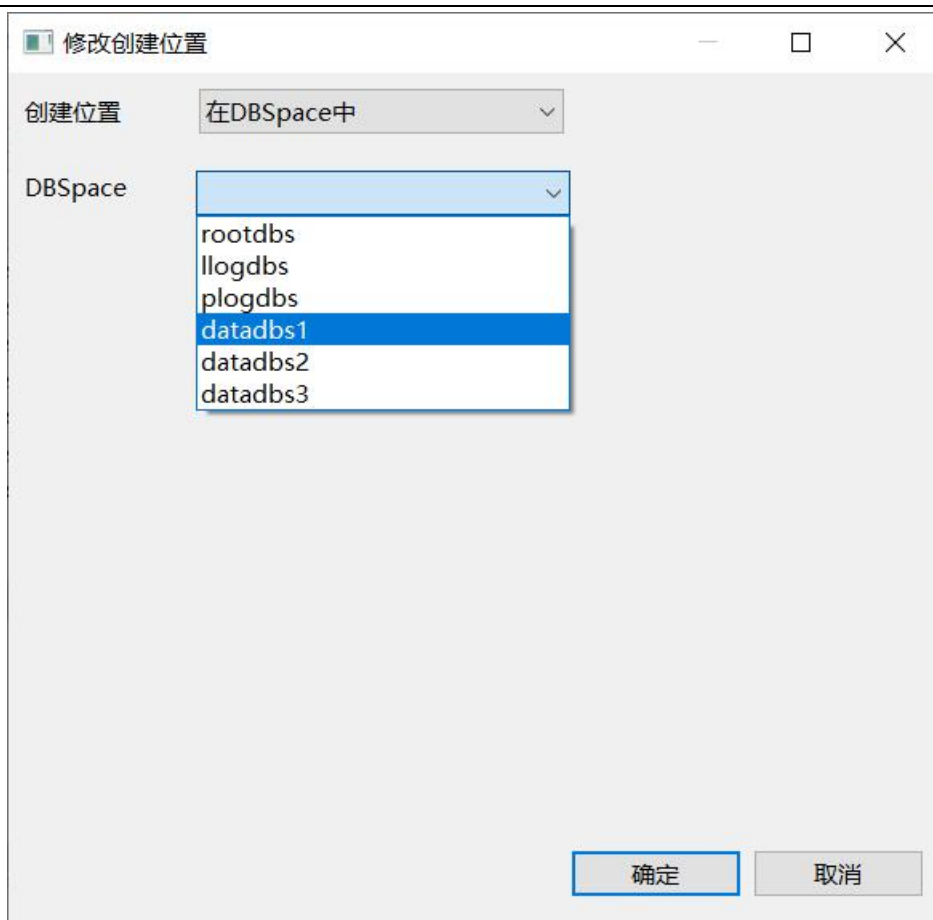 修改创建位置
创建位置 在DBSpace中
DBSpace
rootdbs
llogdbs
plogdbs
datadbs1
datadbs2
datadbs3
确定 取消